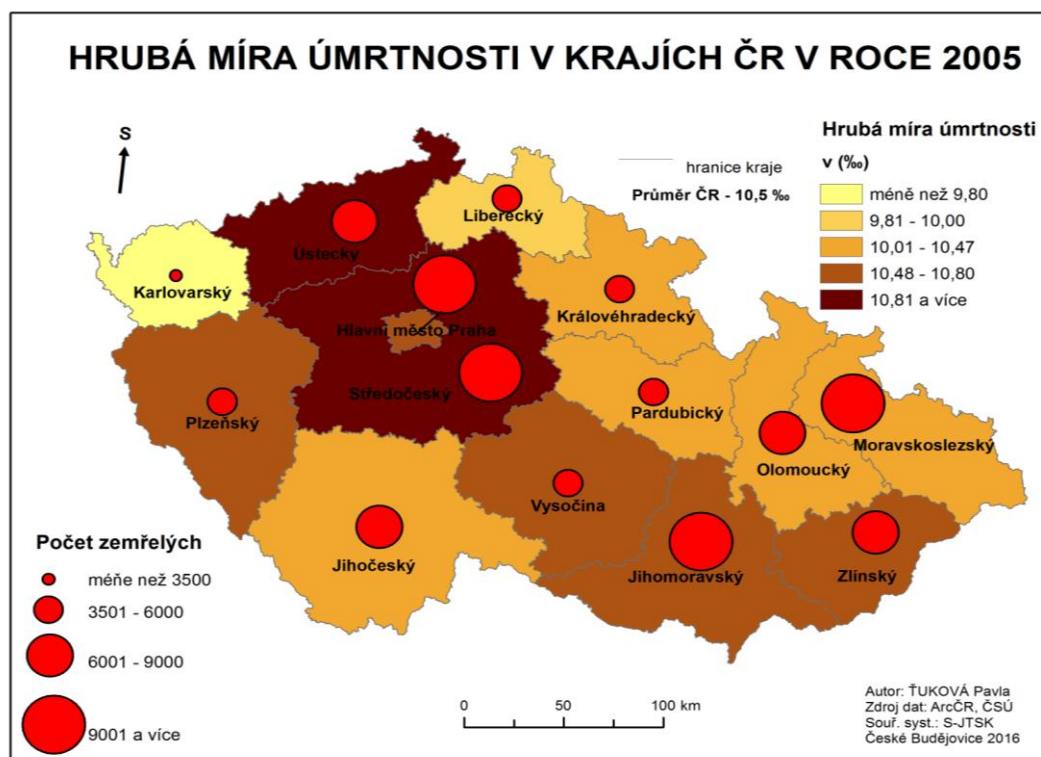 HRUBÁ MÍRA ÚMRTNOSTI V KRAJÍCH ČR V ROCE 2005
S
hranice kraje
Průměr ČR - 10,5 ‰
Hrubá míra úmrtnosti
v (‰)
méně než 9,80
9,81 - 10,00
10,01 - 10,47
10,48 - 10,80
10,81 a více
Liberecký
Ústecký
Karlovarský
Královéhradecký
Hlavní město Praha
Středočeský
Pardubický
Plzeňský
Moravskoslezský
Olomoucký
Vysočina
Jihočeský
Jihomoravský
Zlínský
Počet zemřelých
méňe než 3500
3501 - 6000
6001 - 9000
9001 a více
0 50 100 km
Autor: ŤUKOVÁ Pavla
Zdroj dat: ArcČR, ČSÚ
Souř. syst.: S-JTSK
České Budějovice 2016